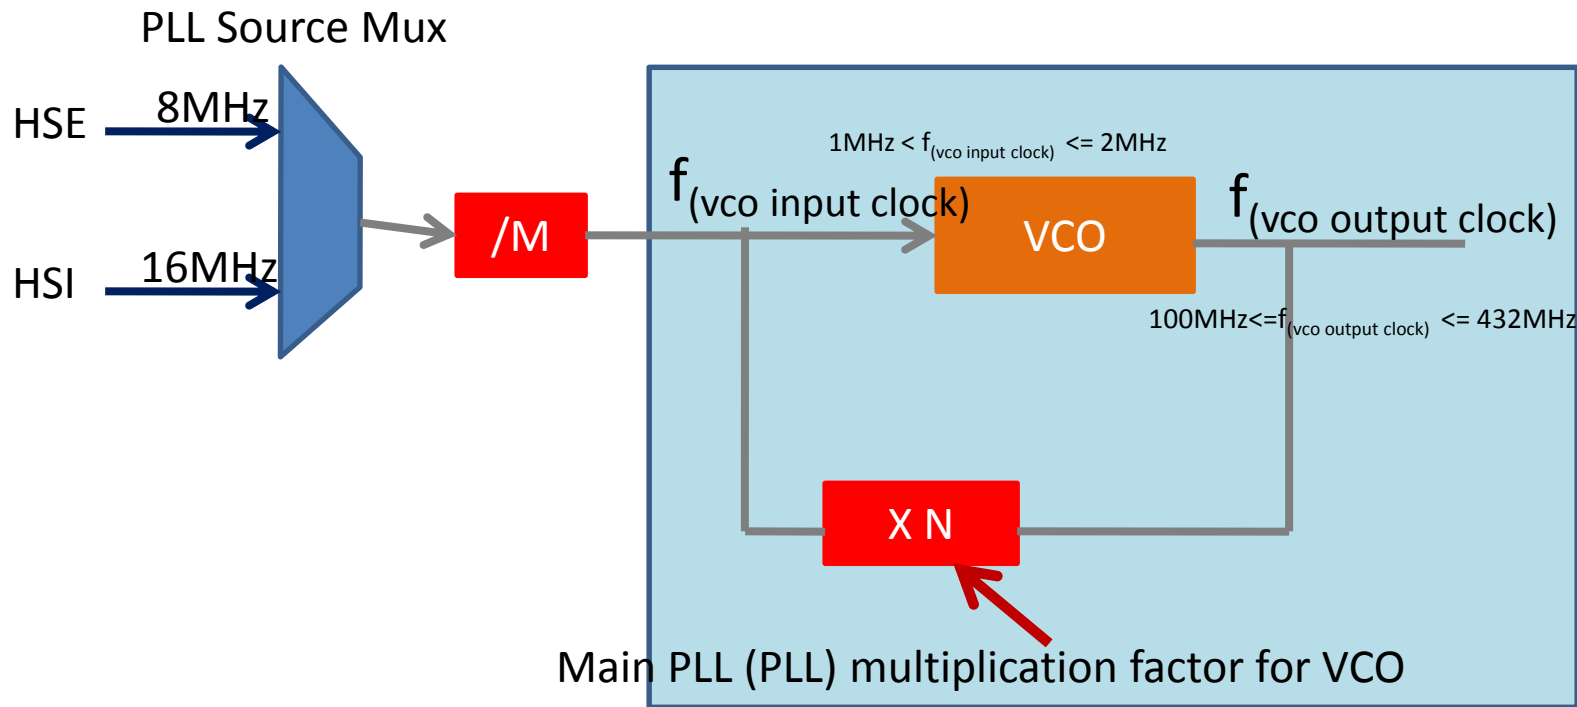 PLL Source Mux
HSE
8MHz
1MHz < f(vco input clock) <= 2MHz
f(vco input clock)
f(vco output clock)
/M
VCO
HSI
16MHz
100MHz<=f(vco output clock) <= 432MHz
X N
Main PLL (PLL) multiplication factor for VCO